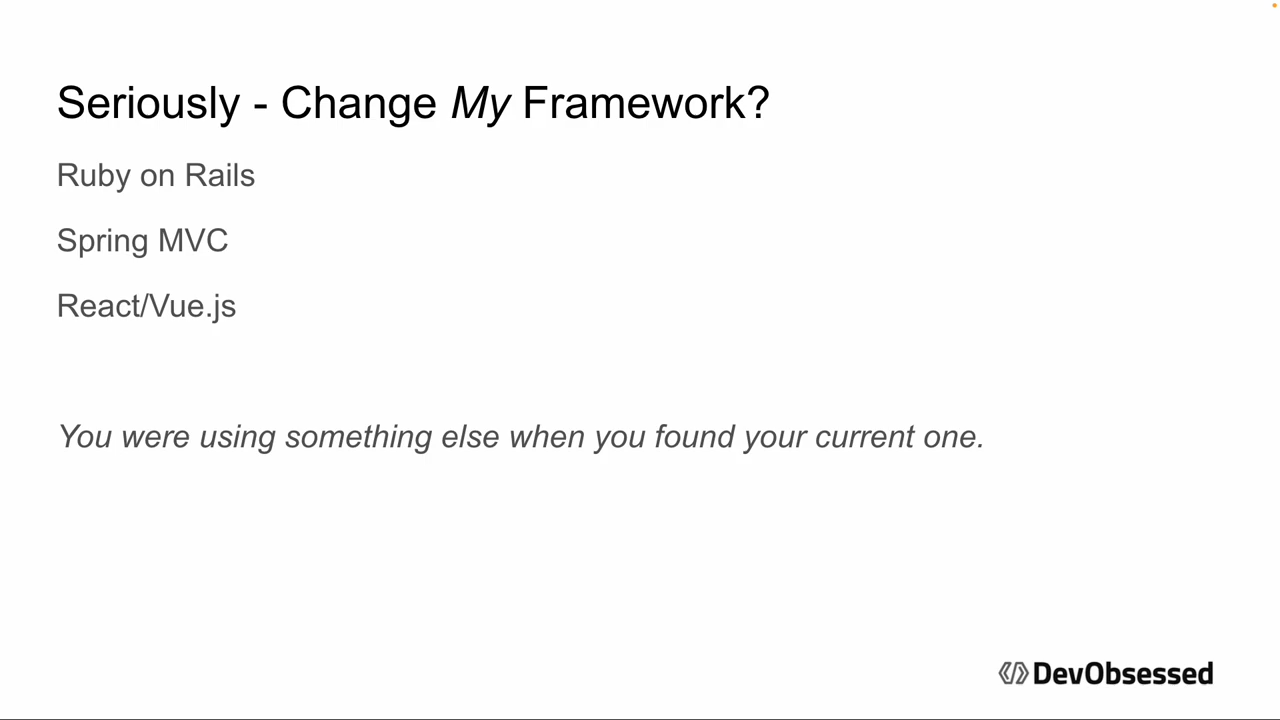 Seriously - Change My Framework?
Ruby on Rails
Spring MVC
React/Vue.js
You were using something else when you found your current one.
DevObsessed